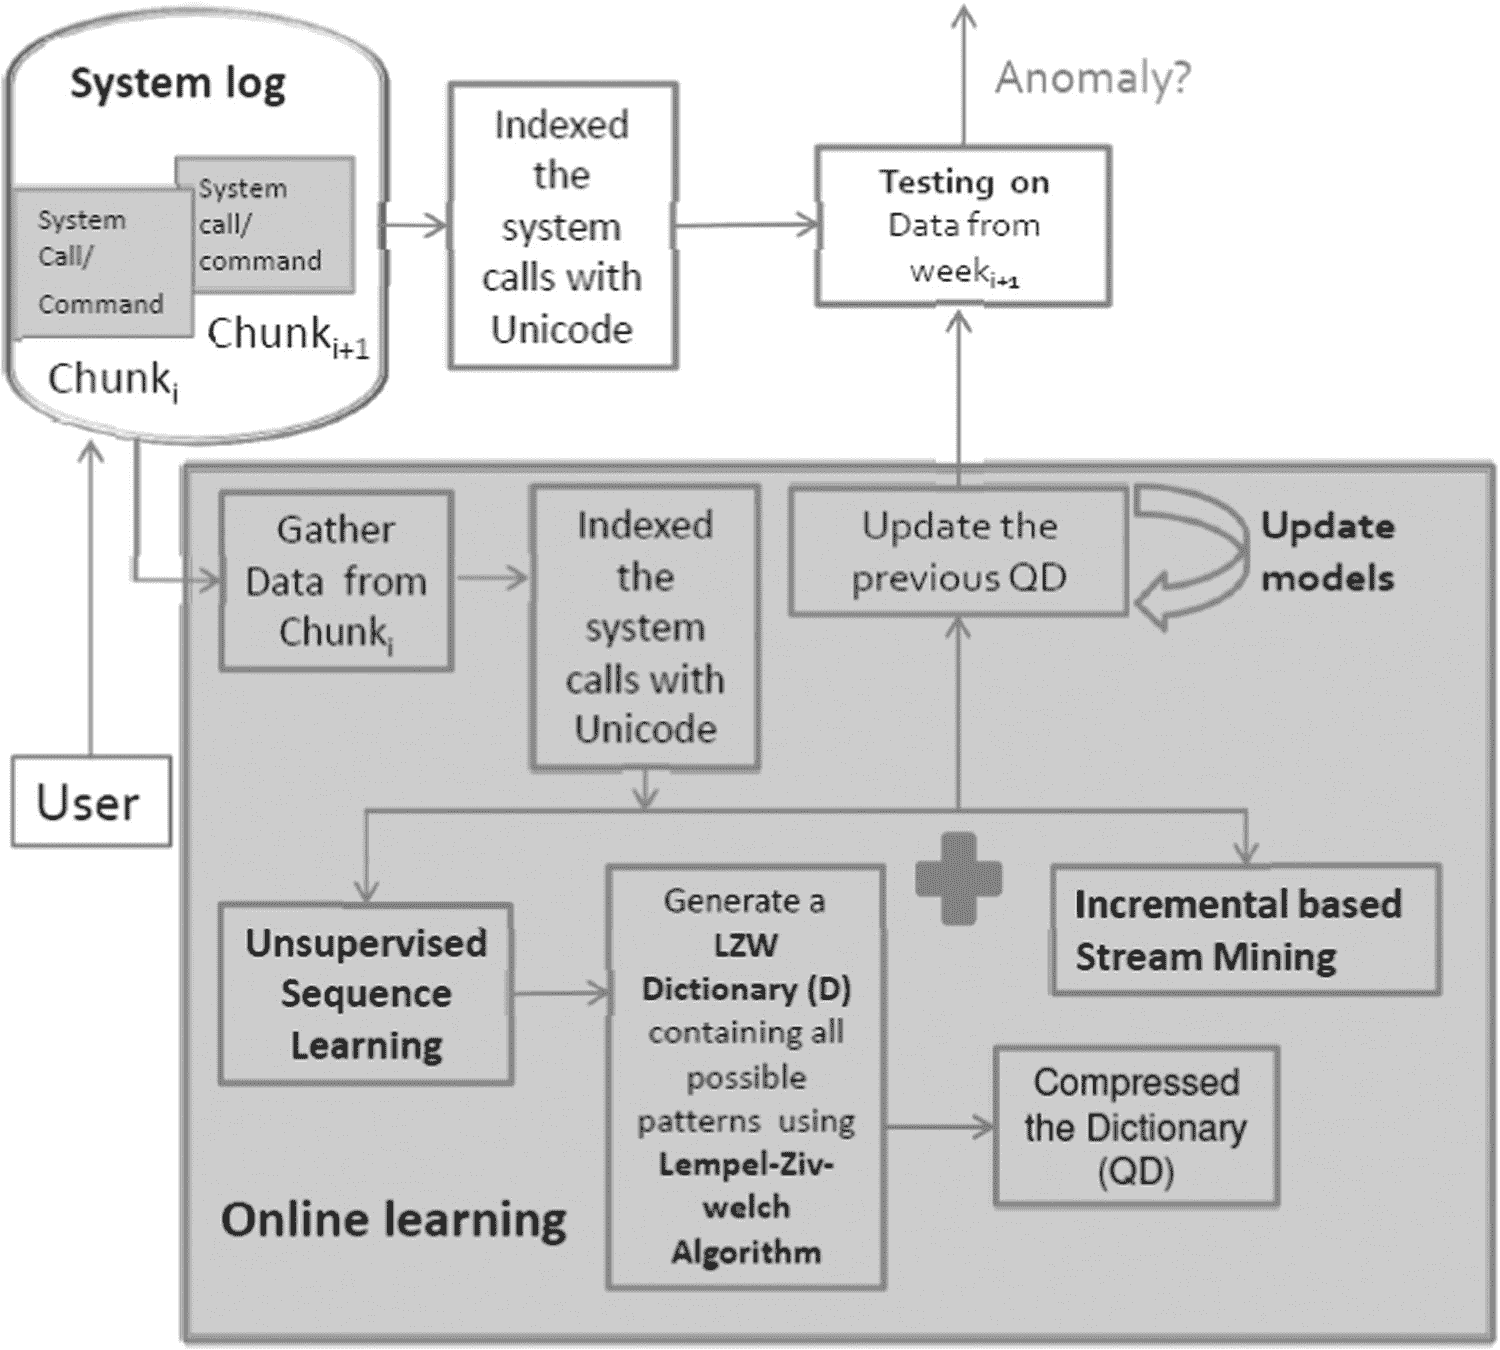 System log
System
call/
command
System
Call/
Command
Chunki+1
Chunki
Indexed
the
system
calls with
Unicode
Anomaly?
Testing on
Data from
weeki+1
Gather
Data from
Chunki
Indexed
the
system
calls with
Unicode
Update the
previous QD
Update
models
User
Unsupervised
Sequence
Learning
Generate a
LZW
Dictionary (D)
containing all
possible
patterns using
Lempel-Ziv-
welch
Algorithm
Incremental based
Stream Mining
Compressed
the Dictionary
(QD)
Online learning